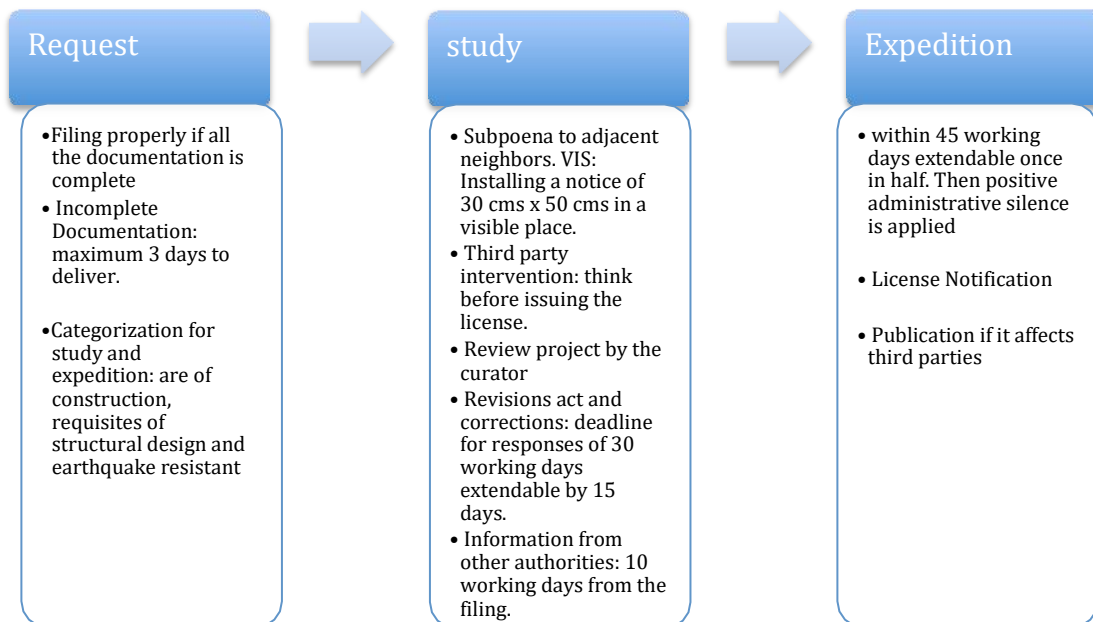 Request
•Filing properly if all
the documentation is
complete
• Incomplete
Documentation:
maximum 3 days to
deliver.
•Categorization for
study and
expedition: are of
construction,
requisites of
structural design and
earthquake resistant
study
• Subpoena to adjacent
neighbors. VIS:
Installing a notice of
30 cms x 50 cms in a
visible place.
• Third party
intervention: think
before issuing the
license.
• Review project by the
curator
• Revisions act and
corrections: deadline
for responses of 30
working days
extendable by 15
days.
• Information from
other authorities: 10
working days from the
filing.
Expedition
• within 45 working
days extendable once
in half. Then positive
administrative silence
is applied
• License Notification
• Publication if it affects
third parties